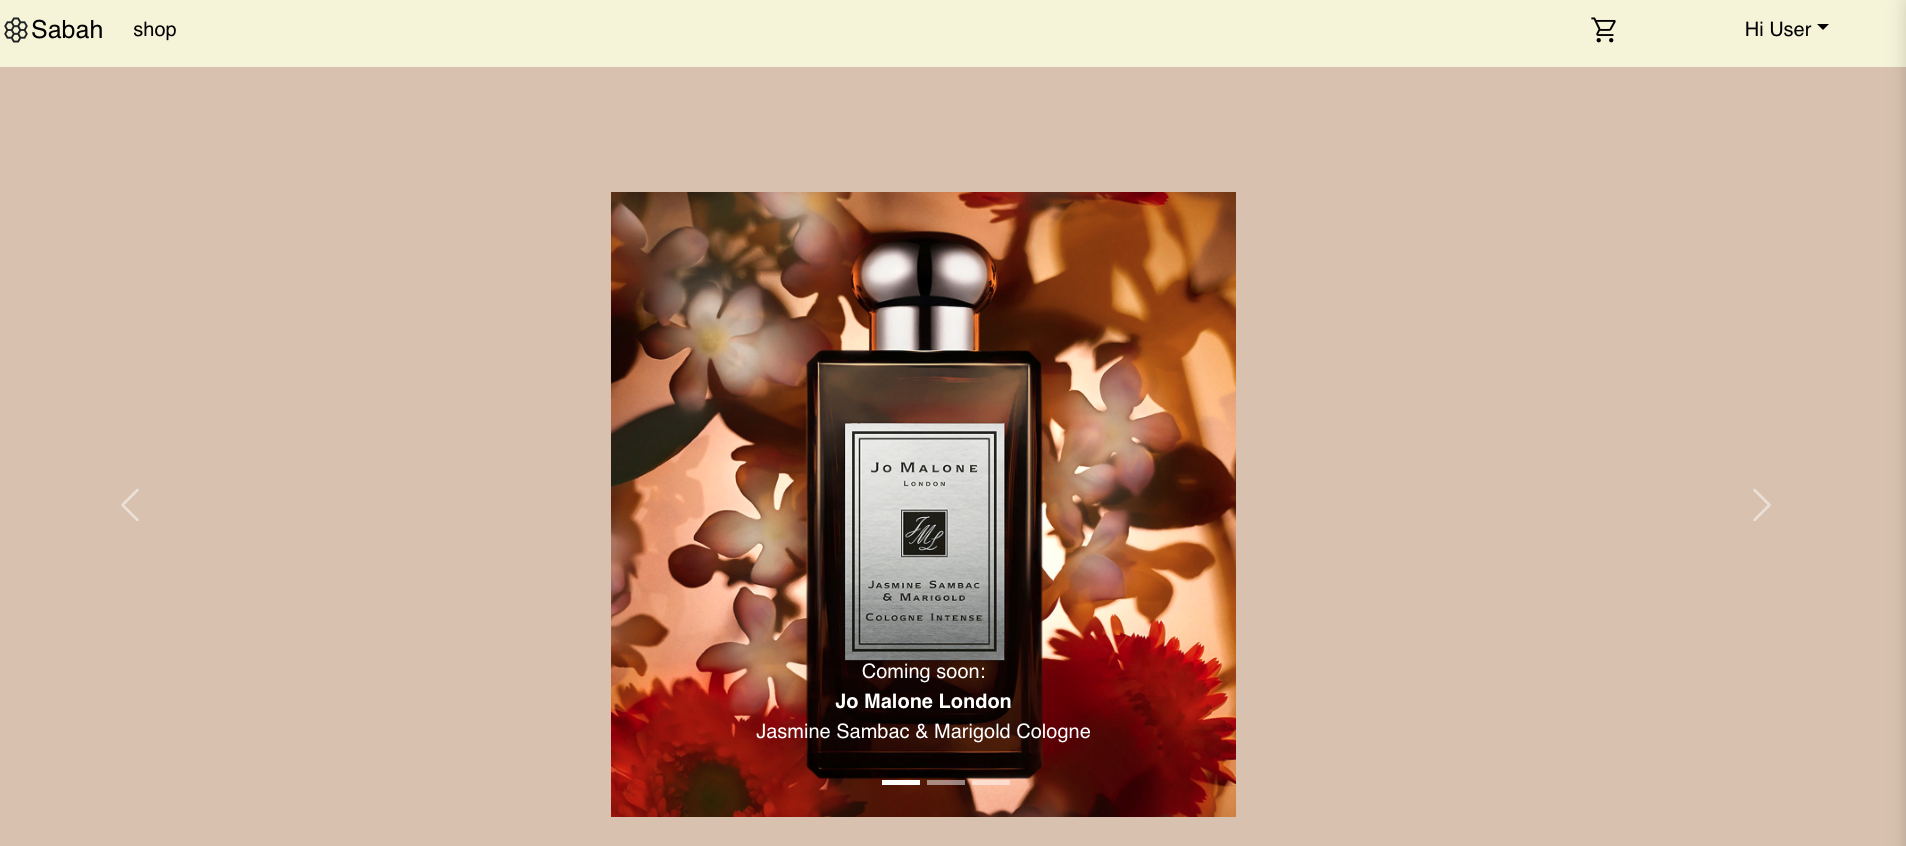 Sabah
shop
Hi User
JO MALONE
LONDON
JML
JASMINE SAMBAC
& MARIGOLD
COLOGNE INTENSE
Coming soon:
Jo Malone London
Jasmine Sambac & Marigold Cologne